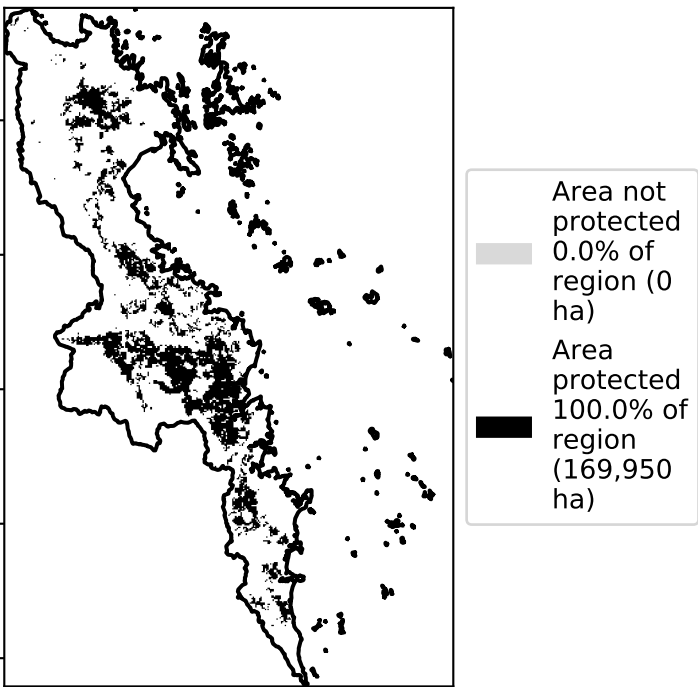 Area not
protected
0.0% of
region (0
ha)
Area
protected
100.0% of
region
(169,950
ha)